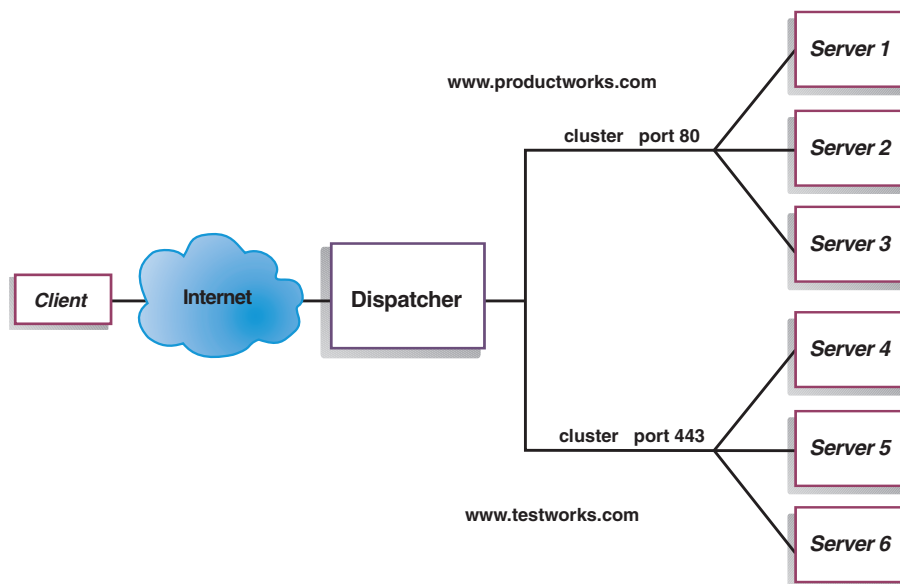 Server 1
www.productworks.com
cluster port 80
Server 2
Server 3
Client
Internet
Dispatcher
Server 4
cluster port 443
Server 5
www.testworks.com
Server 6